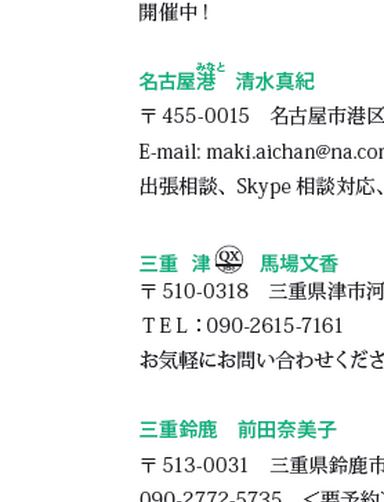 開催中！
みなと
名古屋港　清水真紀
〒455-0015　名古屋市港区
E-mail: maki.aichan@na.co
出張相談、Skype 相談対応、
三重　津 QX 馬場文香
〒510-0318　三重県津市河
ＴＥＬ：090-2615-7161
お気軽にお問い合わせくださ
三重鈴鹿　前田奈美子
〒513-0031　三重県鈴鹿市
090-2772-5735　＜要予約